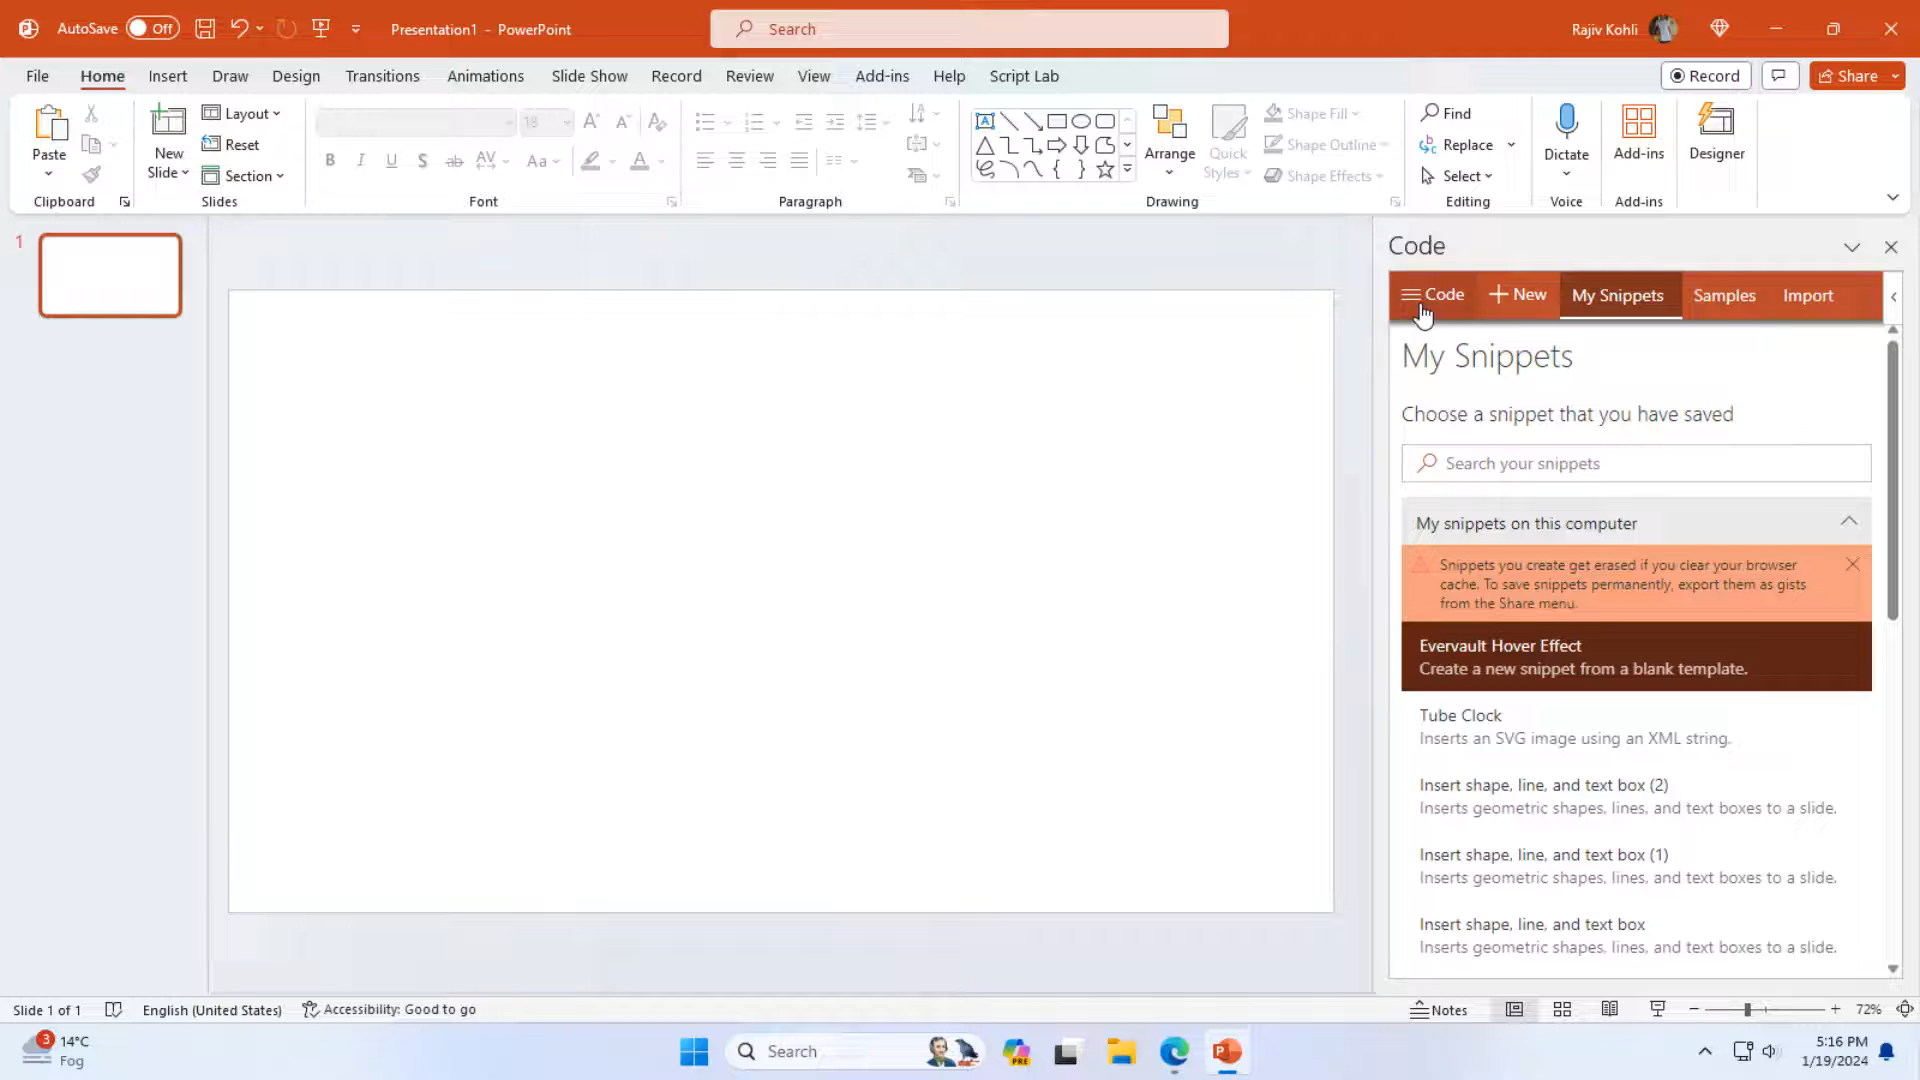 AutoSave Off Presentation1 - PowerPoint Search Rajiv Kohli
File Home Insert Draw Design Transitions Animations Slide Show Record Review View Add-ins Help Script Lab Record Share
Paste
New Slide
Layout
Reset
Section
18
B I U S ab AV Aa A
Arrange
Quick Styles
Shape Fill
Shape Outline
Shape Effects
Find
Replace
Select
Dictate
Add-ins
Designer
Clipboard Slides Font Paragraph Drawing Editing Voice Add-ins
1
Code
Code New My Snippets Samples Import
My Snippets
Choose a snippet that you have saved
Search your snippets
My snippets on this computer
Snippets you create get erased if you clear your browser
cache. To save snippets permanently, export them as gists
from the Share menu.
Evervault Hover Effect
Create a new snippet from a blank template.
Tube Clock
Inserts an SVG image using an XML string.
Insert shape, line, and text box (2)
Inserts geometric shapes, lines, and text boxes to a slide.
Insert shape, line, and text box (1)
Inserts geometric shapes, lines, and text boxes to a slide.
Insert shape, line, and text box
Inserts geometric shapes, lines, and text boxes to a slide.
Slide 1 of 1 English (United States) Accessibility: Good to go Notes 72%
3 14°C
Fog
Search
PRE
5:16 PM
1/19/2024